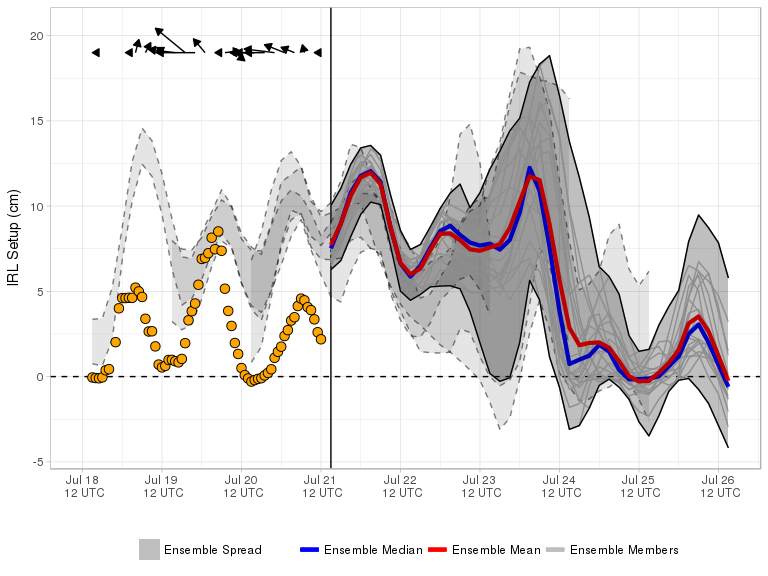 20
15
10
5
0
-5
IRL Setup (cm)
Jul 18 Jul 19 Jul 20 Jul 21 Jul 22 Jul 23 Jul 24 Jul 25 Jul 26
12 UTC 12 UTC 12 UTC 12 UTC 12 UTC 12 UTC 12 UTC 12 UTC 12 UTC
Ensemble Spread Ensemble Median Ensemble Mean Ensemble Members